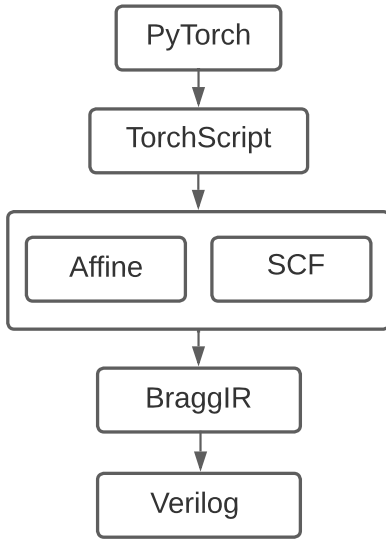 PyTorch
TorchScript
Affine SCF
BraggIR
Verilog